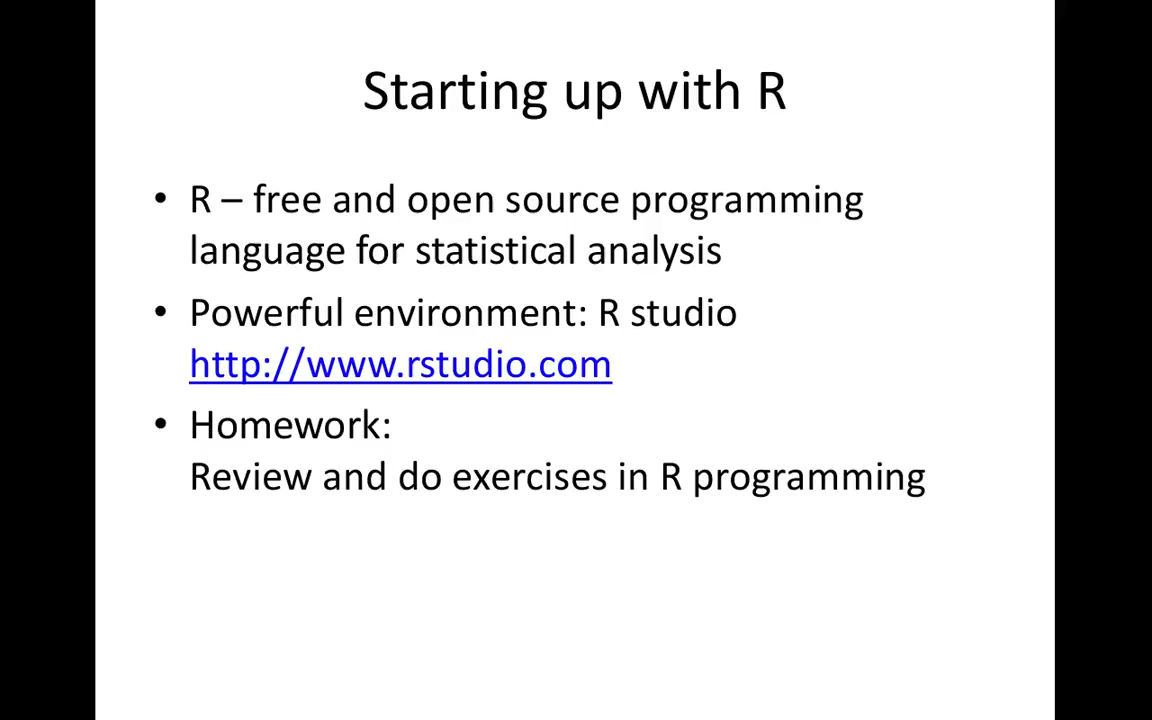 Starting up with R
• R – free and open source programming
language for statistical analysis
• Powerful environment: R studio
http://www.rstudio.com
• Homework:
Review and do exercises in R programming